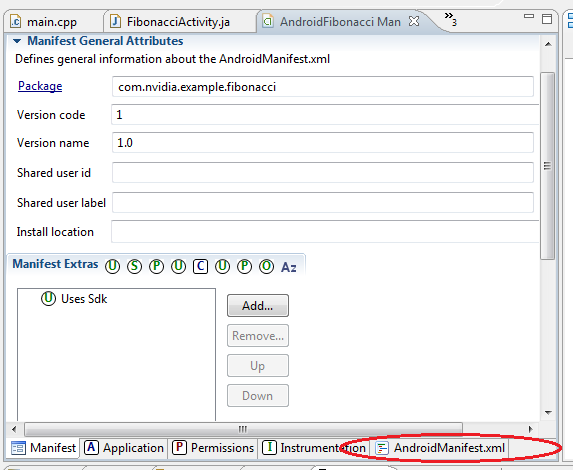 main.cpp FibonacciActivity.ja AndroidFibonacci Man »3
Manifest General Attributes
Defines general information about the AndroidManifest.xml
Package com.nvidia.example.fibonacci
Version code 1
Version name 1.0
Shared user id
Shared user label
Install location
Manifest Extras U S P U C U P O Az
U Uses Sdk
Add...
Remove...
Up
Down
Manifest A Application P Permissions I Instrumentation AndroidManifest.xml